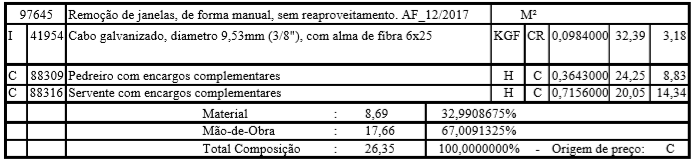 97645 Remoção de janelas, de forma manual, sem reaproveitamento. AF_12/2017 M²
I 41954 Cabo galvanizado, diametro 9,53mm (3/8"), com alma de fibra 6x25 KGF CR 0,0984000 32,39 3,18
C 88309 Pedreiro com encargos complementares H C 0,3643000 24,25 8,83
C 88316 Servente com encargos complementares H C 0,7156000 20,05 14,34
Material : 8,69 32,9908675%
Mão-de-Obra : 17,66 67,0091325%
Total Composição : 26,35 100,0000000% - Origem de preço: C